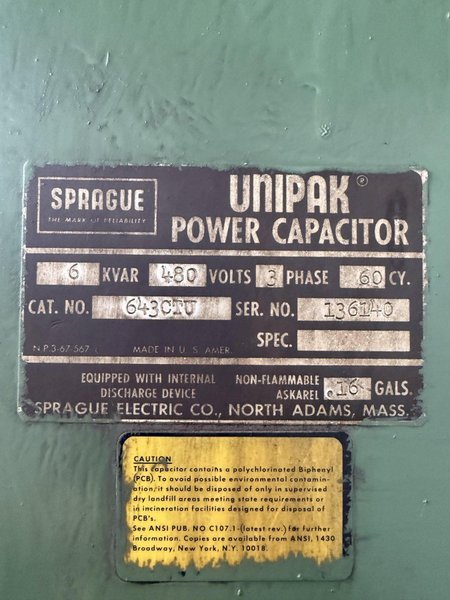 SPRAGUE
THE MARK OF RELIABILITY
UNIPAK®
POWER CAPACITOR
6 KVAR 480 VOLTS 3 PHASE 60 CY.
CAT. NO. 6430TU SER. NO. 136140
SPEC.
N.P.3-67-567 MADE IN U. S. AMER.
EQUIPPED WITH INTERNAL DISCHARGE DEVICE
NON-FLAMMABLE ASKAREL .16 GALS.
SPRAGUE ELECTRIC CO., NORTH ADAMS, MASS.
CAUTION
This capacitor contains a polychlorinated Biphenyl
(PCB). To avoid possible environmental contamin-
ation, it should be disposed of only in supervised
dry landfill areas meeting state requirements or
in incineration facilities designed for disposal of
PCB's.
See ANSI PUB. NO C107.1-(latest rev.) for further
information. Copies are available from ANSI, 1430
Broadway, New York, N.Y. 10018.